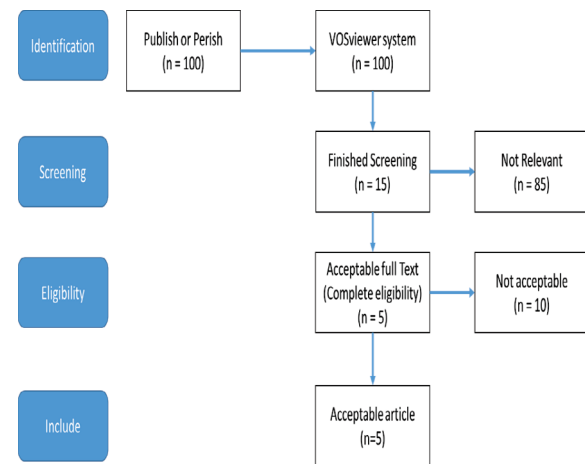 Identification
Publish or Perish
(n = 100)
VOSviewer system
(n = 100)
Screening
Finished Screening
(n = 15)
Not Relevant
(n = 85)
Eligibility
Acceptable full Text
(Complete eligibility)
(n = 5)
Not acceptable
(n = 10)
Include
Acceptable article
(n=5)